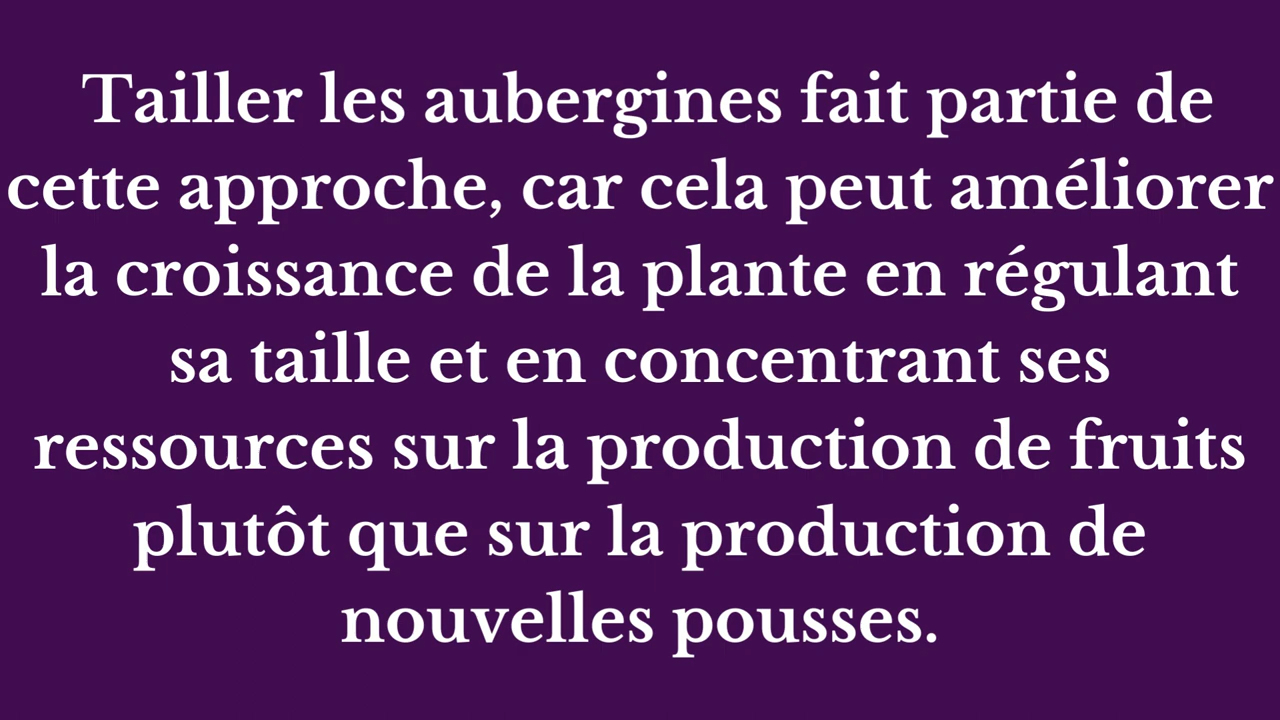 Tailler les aubergines fait partie de
cette approche, car cela peut améliorer
la croissance de la plante en régulant
sa taille et en concentrant ses
ressources sur la production de fruits
plutôt que sur la production de
nouvelles pousses.